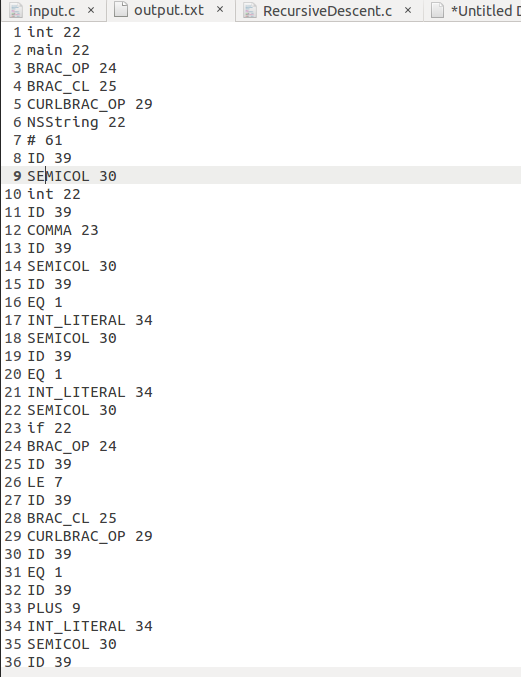 input.c × output.txt × RecursiveDescent.c × *Untitled D
1 int 22
2 main 22
3 BRAC_OP 24
4 BRAC_CL 25
5 CURLBRAC_OP 29
6 NSString 22
7 # 61
8 ID 39
9 SEMICOL 30
10 int 22
11 ID 39
12 COMMA 23
13 ID 39
14 SEMICOL 30
15 ID 39
16 EQ 1
17 INT_LITERAL 34
18 SEMICOL 30
19 ID 39
20 EQ 1
21 INT_LITERAL 34
22 SEMICOL 30
23 if 22
24 BRAC_OP 24
25 ID 39
26 LE 7
27 ID 39
28 BRAC_CL 25
29 CURLBRAC_OP 29
30 ID 39
31 EQ 1
32 ID 39
33 PLUS 9
34 INT_LITERAL 34
35 SEMICOL 30
36 ID 39